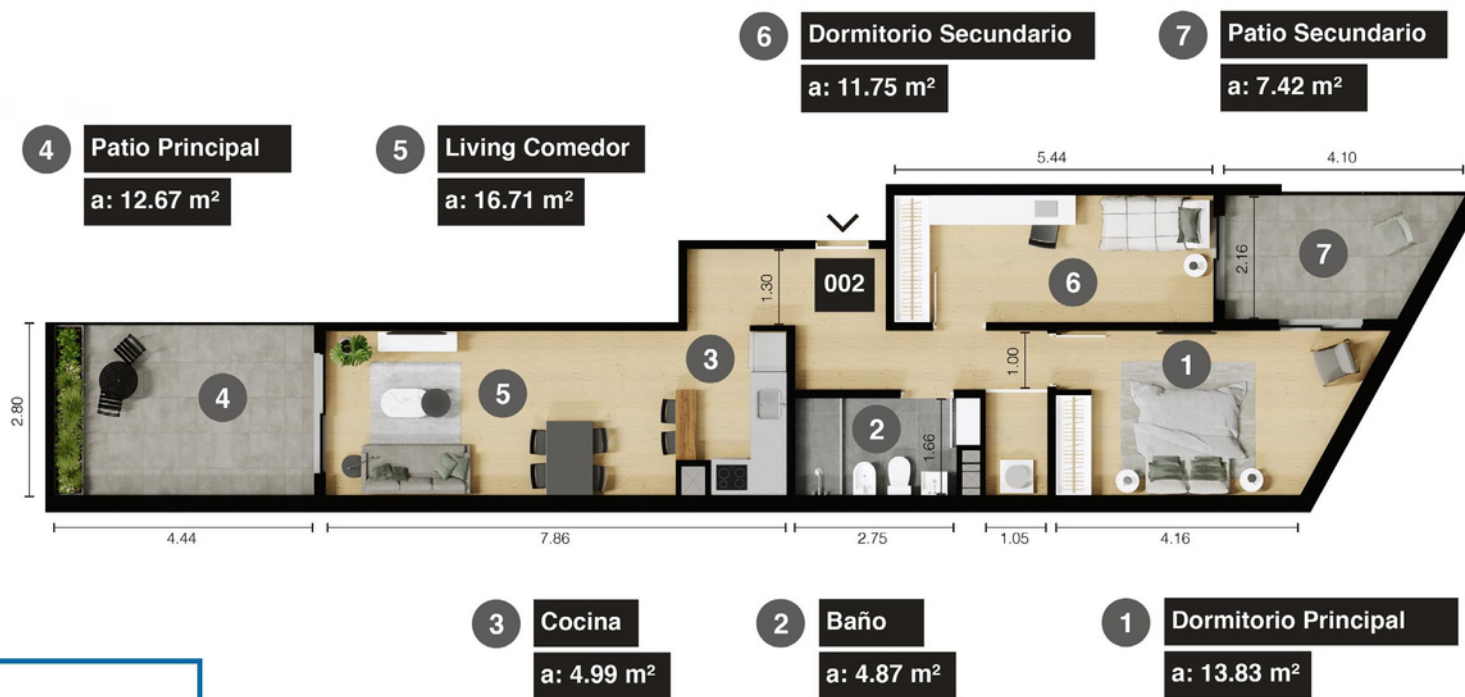 6
Dormitorio Secundario
a: 11.75 m²
7
Patio Secundario
a: 7.42 m²
4
Patio Principal
a: 12.67 m²
5
Living Comedor
a: 16.71 m²
5.44
4.10
002
1.30
2.16
6
7
2.80
4
5
3
1.00
1
2
1.66
4.44
7.86
2.75
1.05
4.16
3
Cocina
a: 4.99 m²
2
Baño
a: 4.87 m²
1
Dormitorio Principal
a: 13.83 m²